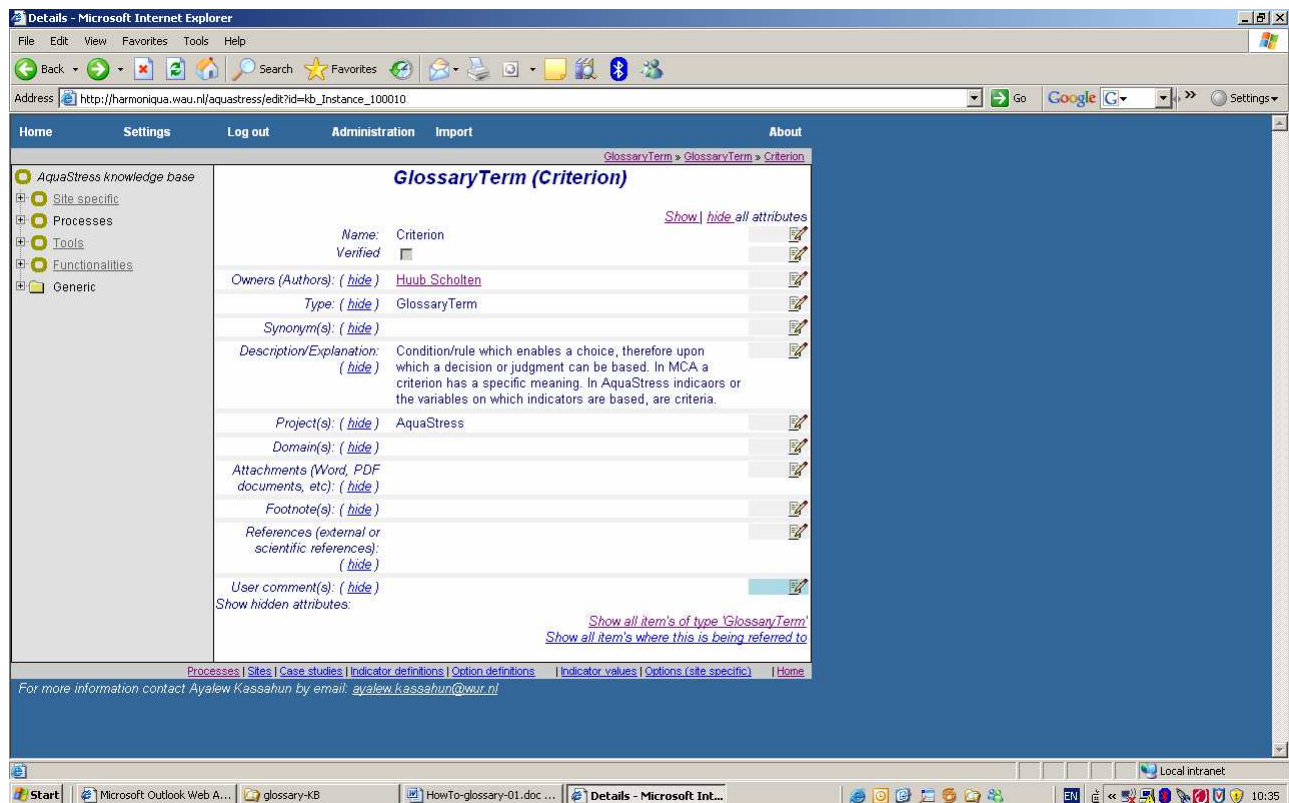 Details - Microsoft Internet Explorer
File Edit View Favorites Tools Help
Back Search Favorites
Address http://harmoniqua.wau.nl/aquastress/edit?id=kb_Instance_100010 Go Google G Settings
Home Settings Log out Administration Import About
GlossaryTerm » GlossaryTerm » Criterion
AquaStress knowledge base
Site specific
Processes
Tools
Functionalities
Generic
GlossaryTerm (Criterion)
Show | hide all attributes
Name: Criterion
Verified
Owners (Authors): ( hide ) Huub Scholten
Type: ( hide ) GlossaryTerm
Synonym(s): ( hide )
Description/Explanation: ( hide )
Condition/rule which enables a choice, therefore upon
which a decision or judgment can be based. In MCA a
criterion has a specific meaning. In AquaStress indicaors or
the variables on which indicators are based, are criteria.
Project(s): ( hide ) AquaStress
Domain(s): ( hide )
Attachments (Word, PDF
documents, etc): ( hide )
Footnote(s): ( hide )
References (external or
scientific references):
( hide )
User comment(s): ( hide )
Show hidden attributes:
Show all item's of type 'GlossaryTerm'
Show all item's where this is being referred to
Processes | Sites | Case studies | Indicator definitions | Option definitions | Indicator values | Options (site specific) | Home
For more information contact Ayalew Kassahun by email: ayalew.kassahun@wur.nl
Local intranet
Start Microsoft Outlook Web A... glossary-KB HowTo-glossary-01.doc ... Details - Microsoft Int... EN 10:35